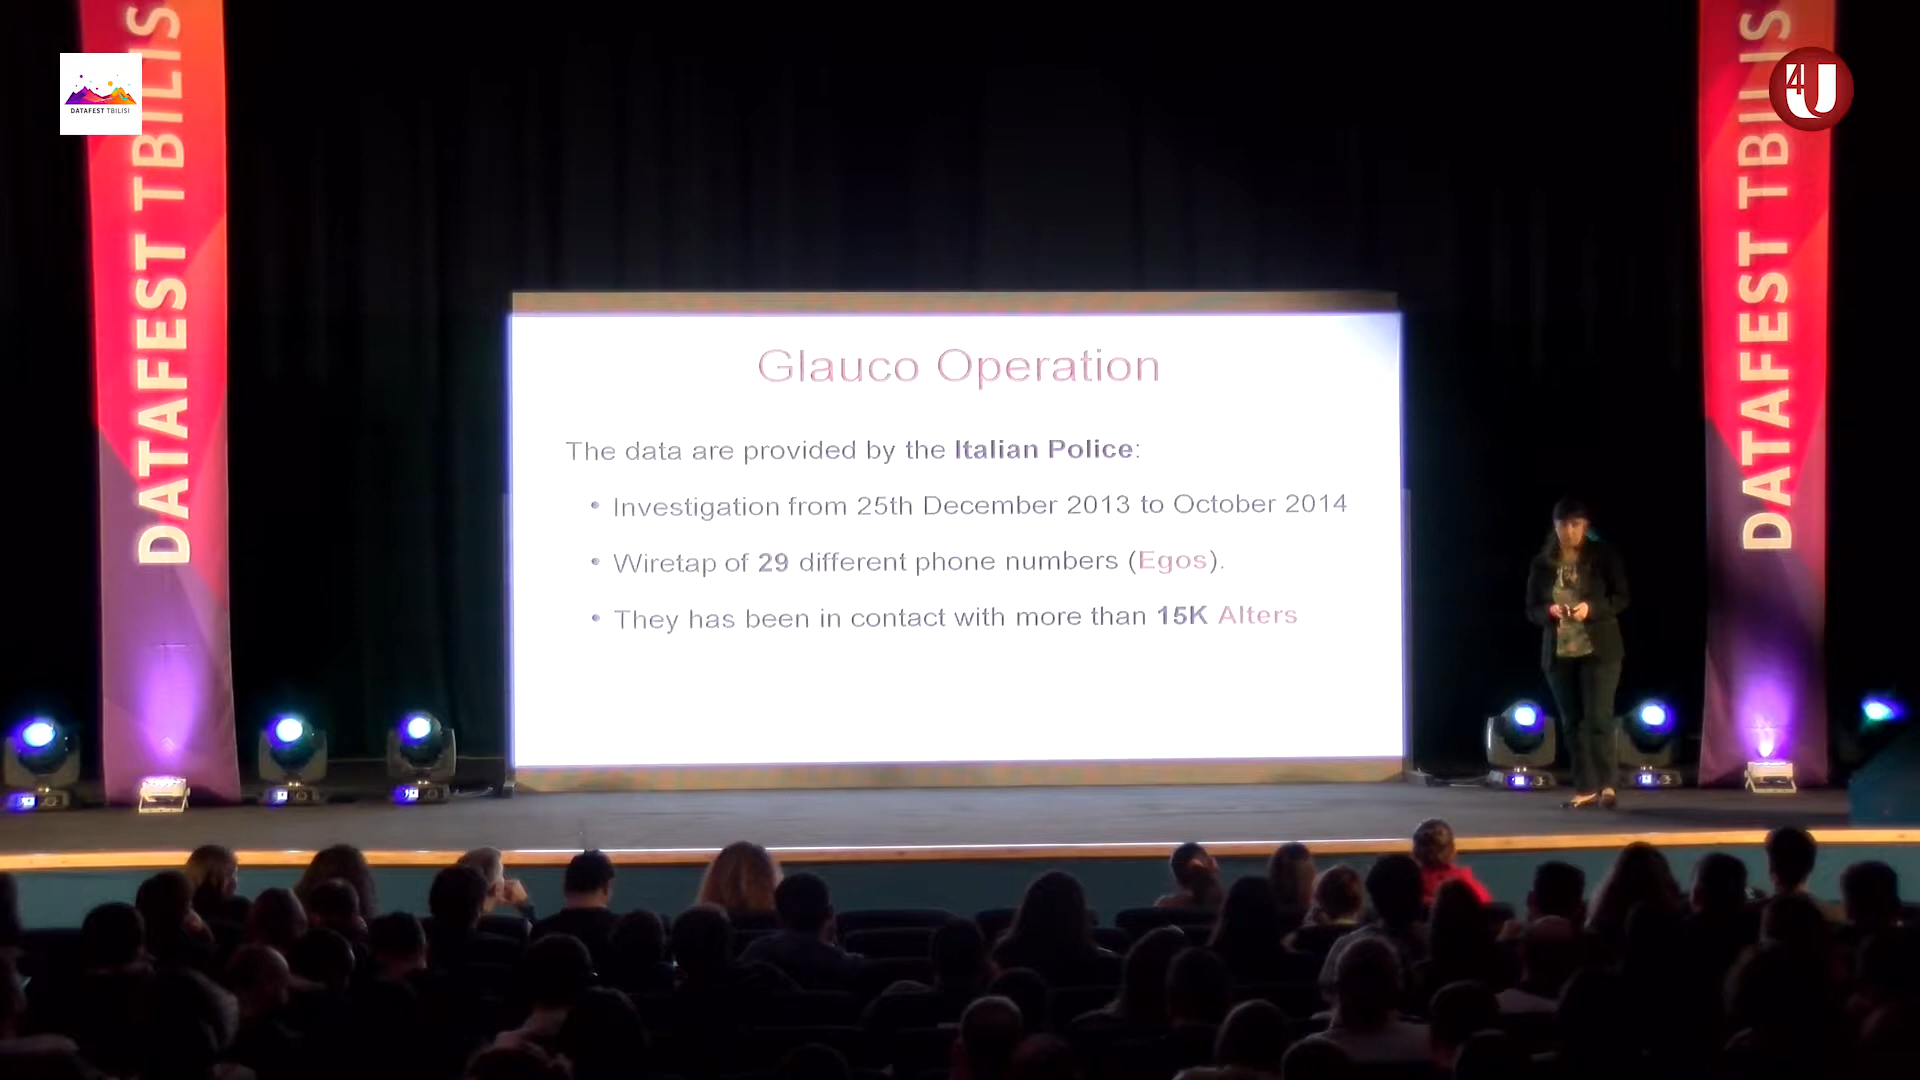 DATAFEST TBILISI
DATAFEST TBILIS
DATAFEST TBILIS
4U
Glauco Operation
The data are provided by the Italian Police:
• Investigation from 25th December 2013 to October 2014
• Wiretap of 29 different phone numbers (Egos).
• They has been in contact with more than 15K Alters